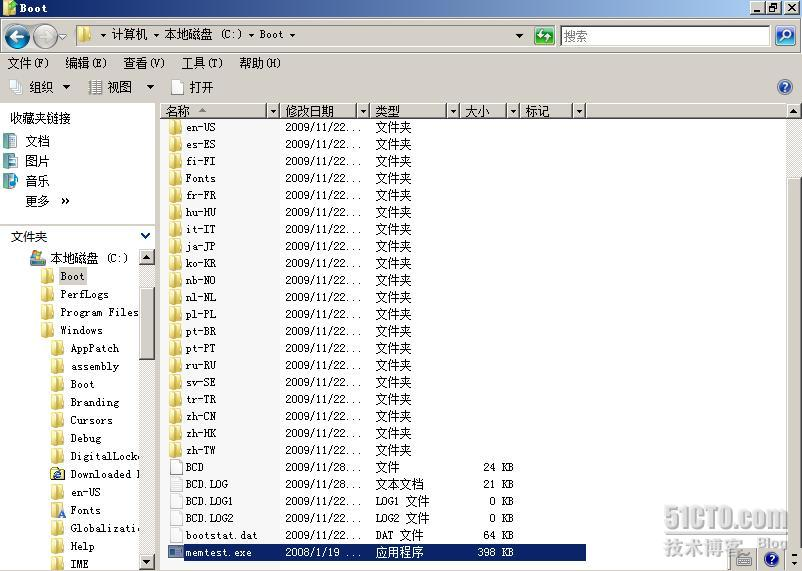 Boot
计算机 本地磁盘 (C:) Boot 搜索
文件(F) 编辑(E) 查看(V) 工具(T) 帮助(H)
组织 视图 打开
收藏夹链接
文档
图片
音乐
更多 »
文件夹
本地磁盘 (C:)
Boot
PerfLogs
Program Files
Windows
AppPatch
assembly
Boot
Branding
Cursors
Debug
DigitalLock
Downloaded
en-US
Fonts
Globalizati
Help
IME
名称 修改日期 类型 大小 标记
en-US 2009/11/22... 文件夹
es-ES 2009/11/22... 文件夹
fi-FI 2009/11/22... 文件夹
Fonts 2009/11/22... 文件夹
fr-FR 2009/11/22... 文件夹
hu-HU 2009/11/22... 文件夹
it-IT 2009/11/22... 文件夹
ja-JP 2009/11/22... 文件夹
ko-KR 2009/11/22... 文件夹
nb-NO 2009/11/22... 文件夹
nl-NL 2009/11/22... 文件夹
pl-PL 2009/11/22... 文件夹
pt-BR 2009/11/22... 文件夹
pt-PT 2009/11/22... 文件夹
ru-RU 2009/11/22... 文件夹
sv-SE 2009/11/22... 文件夹
tr-TR 2009/11/22... 文件夹
zh-CN 2009/11/22... 文件夹
zh-HK 2009/11/22... 文件夹
zh-TW 2009/11/22... 文件夹
BCD 2009/11/28... 文件 24 KB
BCD.LOG 2009/11/28... 文本文档 21 KB
BCD.LOG1 2009/11/22... LOG1 文件 0 KB
BCD.LOG2 2009/11/22... LOG2 文件 0 KB
bootstat.dat 2009/11/22... DAT 文件 64 KB
memtest.exe 2008/1/19 ... 应用程序 398 KB
51CTO.com
技术博客 Blog